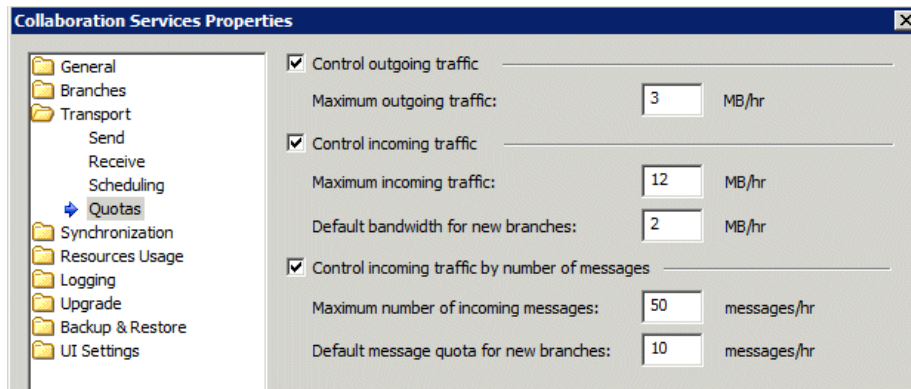 Collaboration Services Properties
General
Branches
Transport
Send
Receive
Scheduling
Quotas
Synchronization
Resources Usage
Logging
Upgrade
Backup & Restore
UI Settings
Control outgoing traffic
Maximum outgoing traffic: 3 MB/hr
Control incoming traffic
Maximum incoming traffic: 12 MB/hr
Default bandwidth for new branches: 2 MB/hr
Control incoming traffic by number of messages
Maximum number of incoming messages: 50 messages/hr
Default message quota for new branches: 10 messages/hr